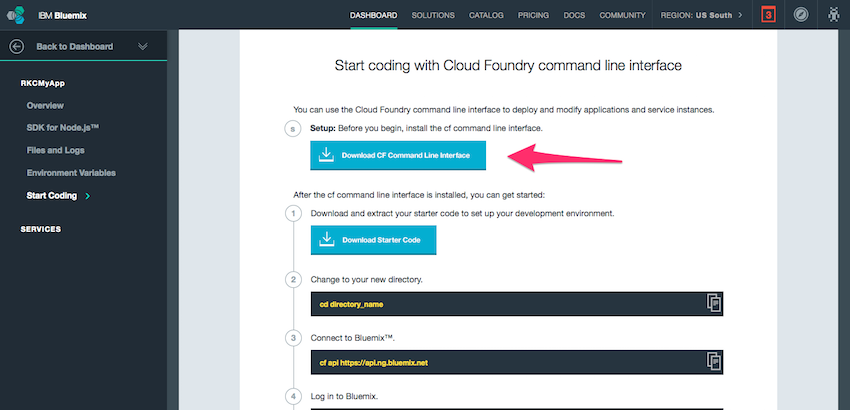 IBM Bluemix
DASHBOARD SOLUTIONS CATALOG PRICING DOCS COMMUNITY REGION: US South 3
Back to Dashboard
RKCMyApp
Overview
SDK for Node.js™
Files and Logs
Environment Variables
Start Coding
SERVICES
Start coding with Cloud Foundry command line interface
You can use the Cloud Foundry command line interface to deploy and modify applications and service instances.
S Setup: Before you begin, install the cf command line interface.
Download CF Command Line Interface
After the cf command line interface is installed, you can get started:
1 Download and extract your starter code to set up your development environment.
Download Starter Code
2 Change to your new directory.
cd directory_name
3 Connect to Bluemix™.
cf api https://api.ng.bluemix.net
4 Log in to Bluemix.